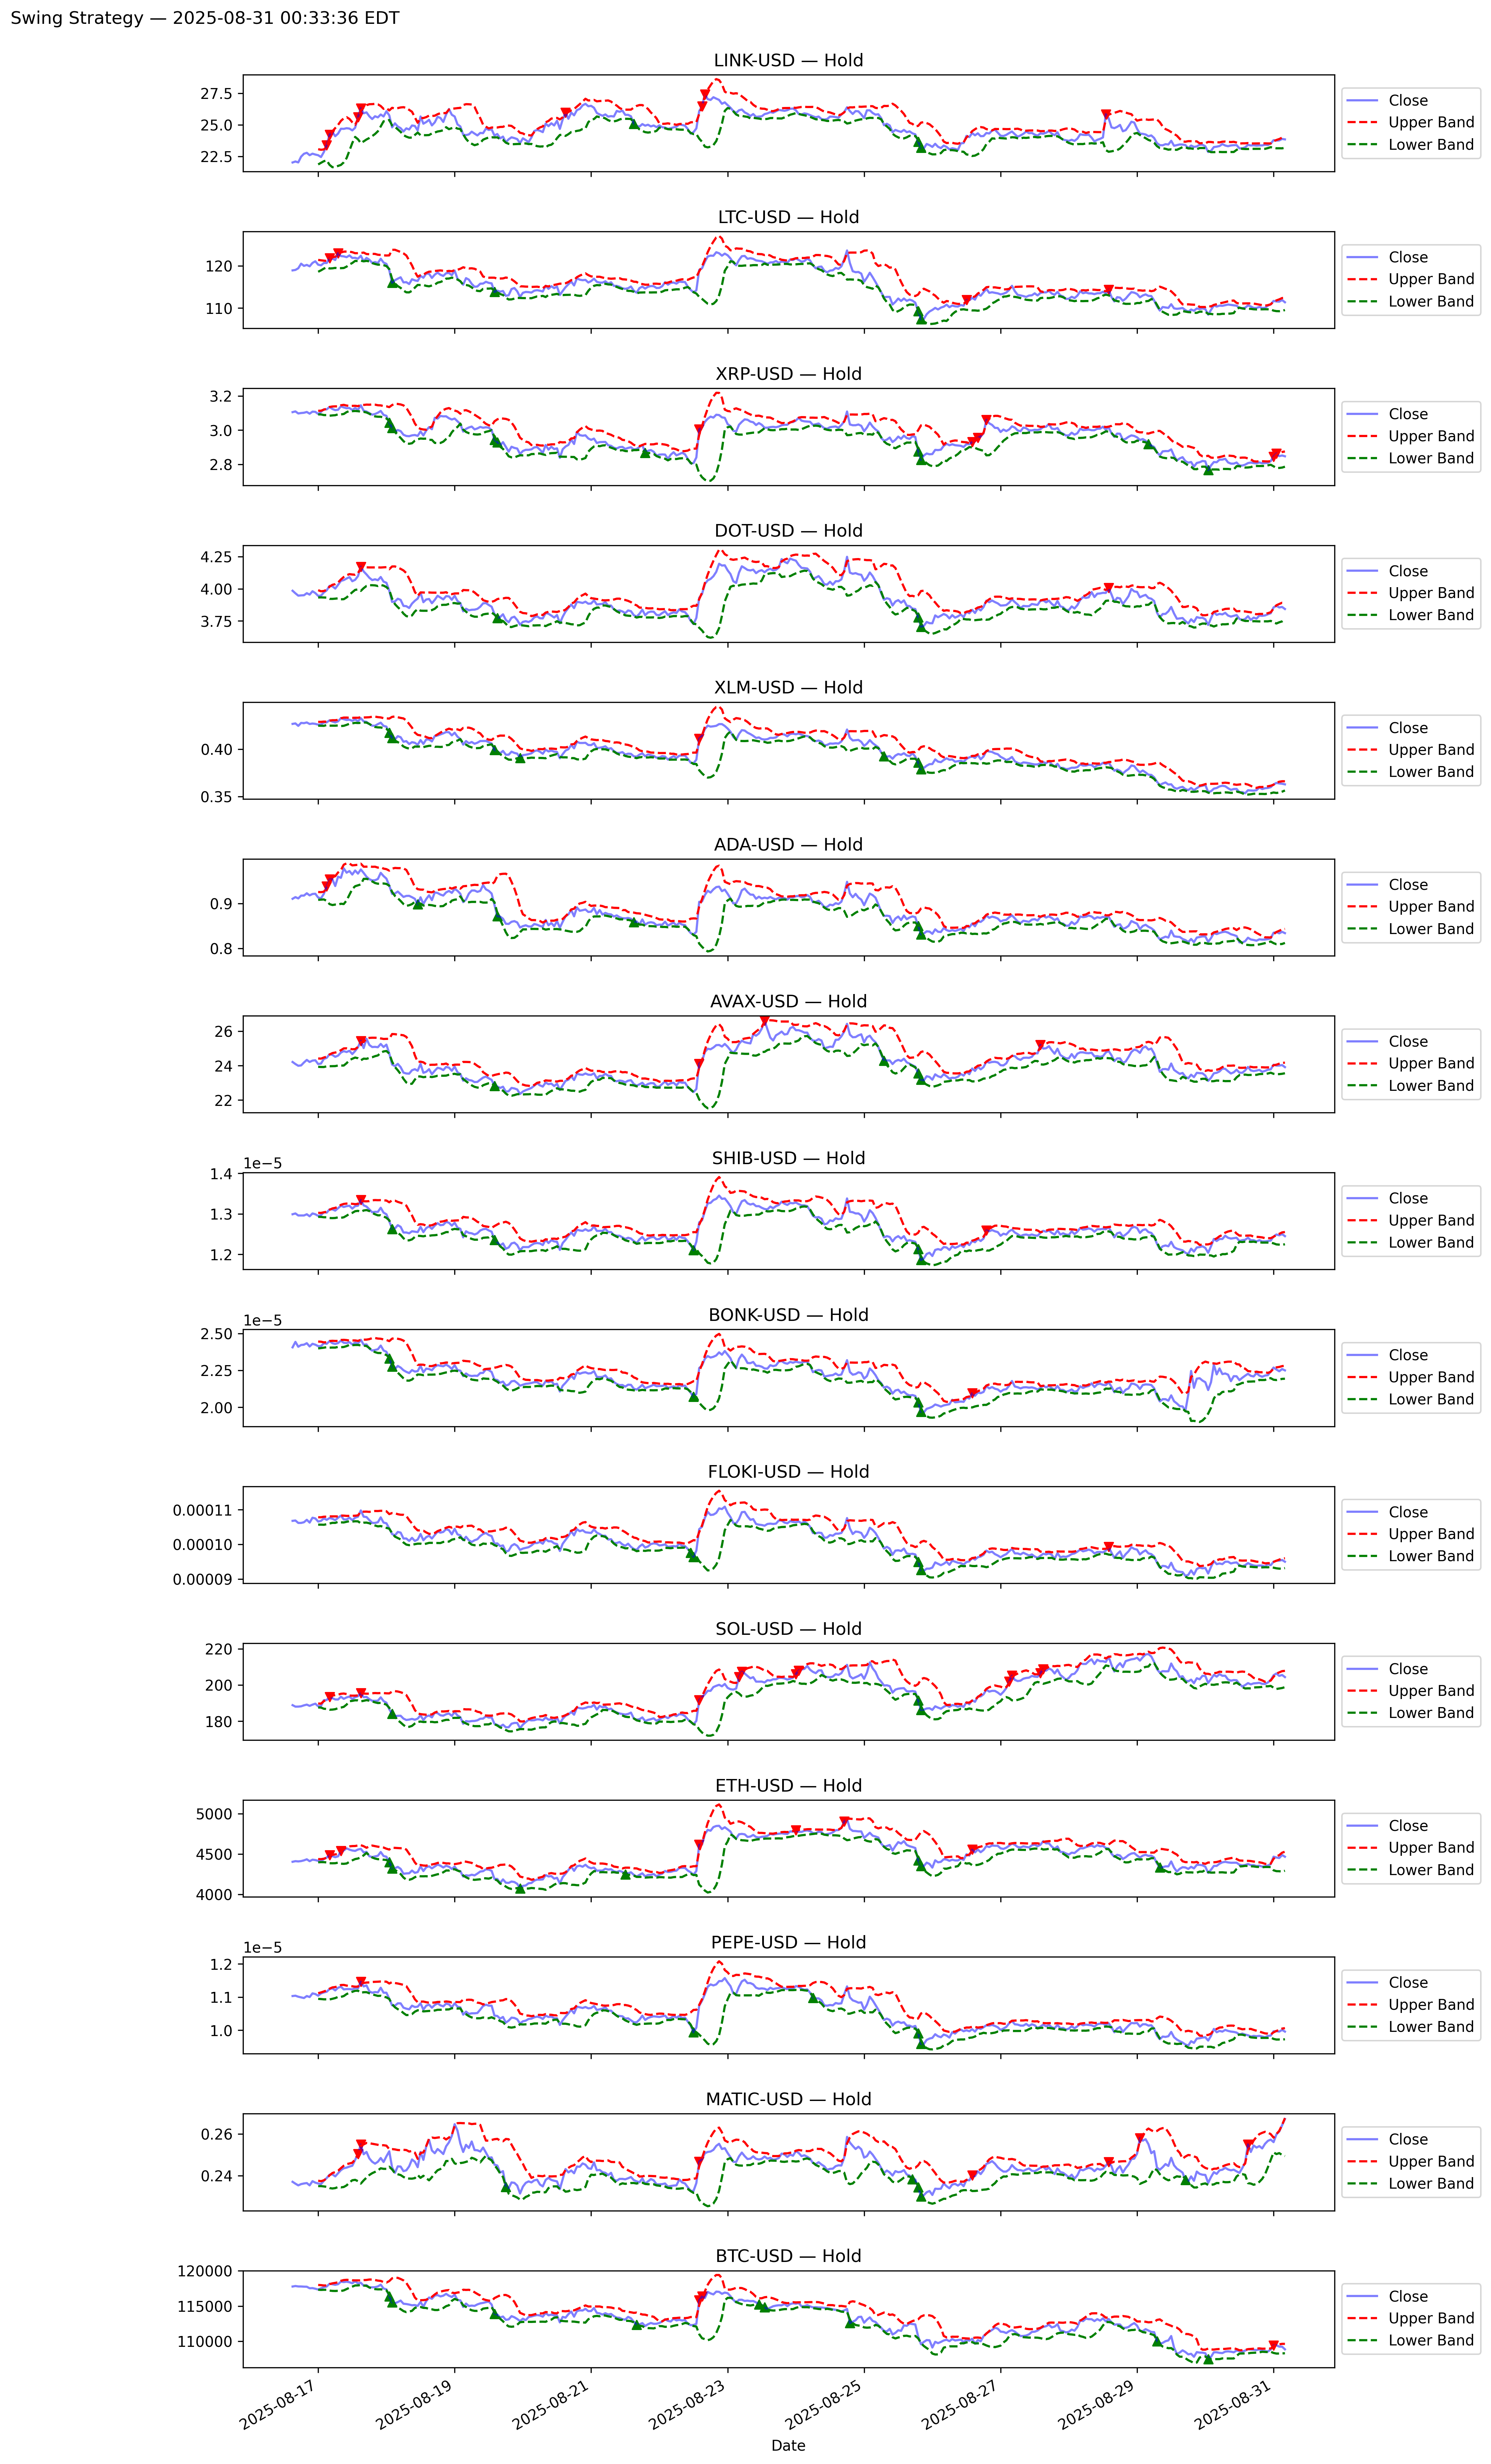 Swing Strategy — 2025-08-31 00:33:36 EDT
LINK-USD — Hold
27.5
25.0
22.5
Close
Upper Band
Lower Band
LTC-USD — Hold
120
110
Close
Upper Band
Lower Band
XRP-USD — Hold
3.2
3.0
2.8
Close
Upper Band
Lower Band
DOT-USD — Hold
4.25
4.00
3.75
Close
Upper Band
Lower Band
XLM-USD — Hold
0.40
0.35
Close
Upper Band
Lower Band
ADA-USD — Hold
0.9
0.8
Close
Upper Band
Lower Band
AVAX-USD — Hold
26
24
22
Close
Upper Band
Lower Band
SHIB-USD — Hold
1e−5
1.4
1.3
1.2
Close
Upper Band
Lower Band
BONK-USD — Hold
1e−5
2.50
2.25
2.00
Close
Upper Band
Lower Band
FLOKI-USD — Hold
0.00011
0.00010
0.00009
Close
Upper Band
Lower Band
SOL-USD — Hold
220
200
180
Close
Upper Band
Lower Band
ETH-USD — Hold
5000
4500
4000
Close
Upper Band
Lower Band
PEPE-USD — Hold
1e−5
1.2
1.1
1.0
Close
Upper Band
Lower Band
MATIC-USD — Hold
0.26
0.24
Close
Upper Band
Lower Band
BTC-USD — Hold
120000
115000
110000
Close
Upper Band
Lower Band
2025-08-17
2025-08-19
2025-08-21
2025-08-23
2025-08-25
2025-08-27
2025-08-29
2025-08-31
Date